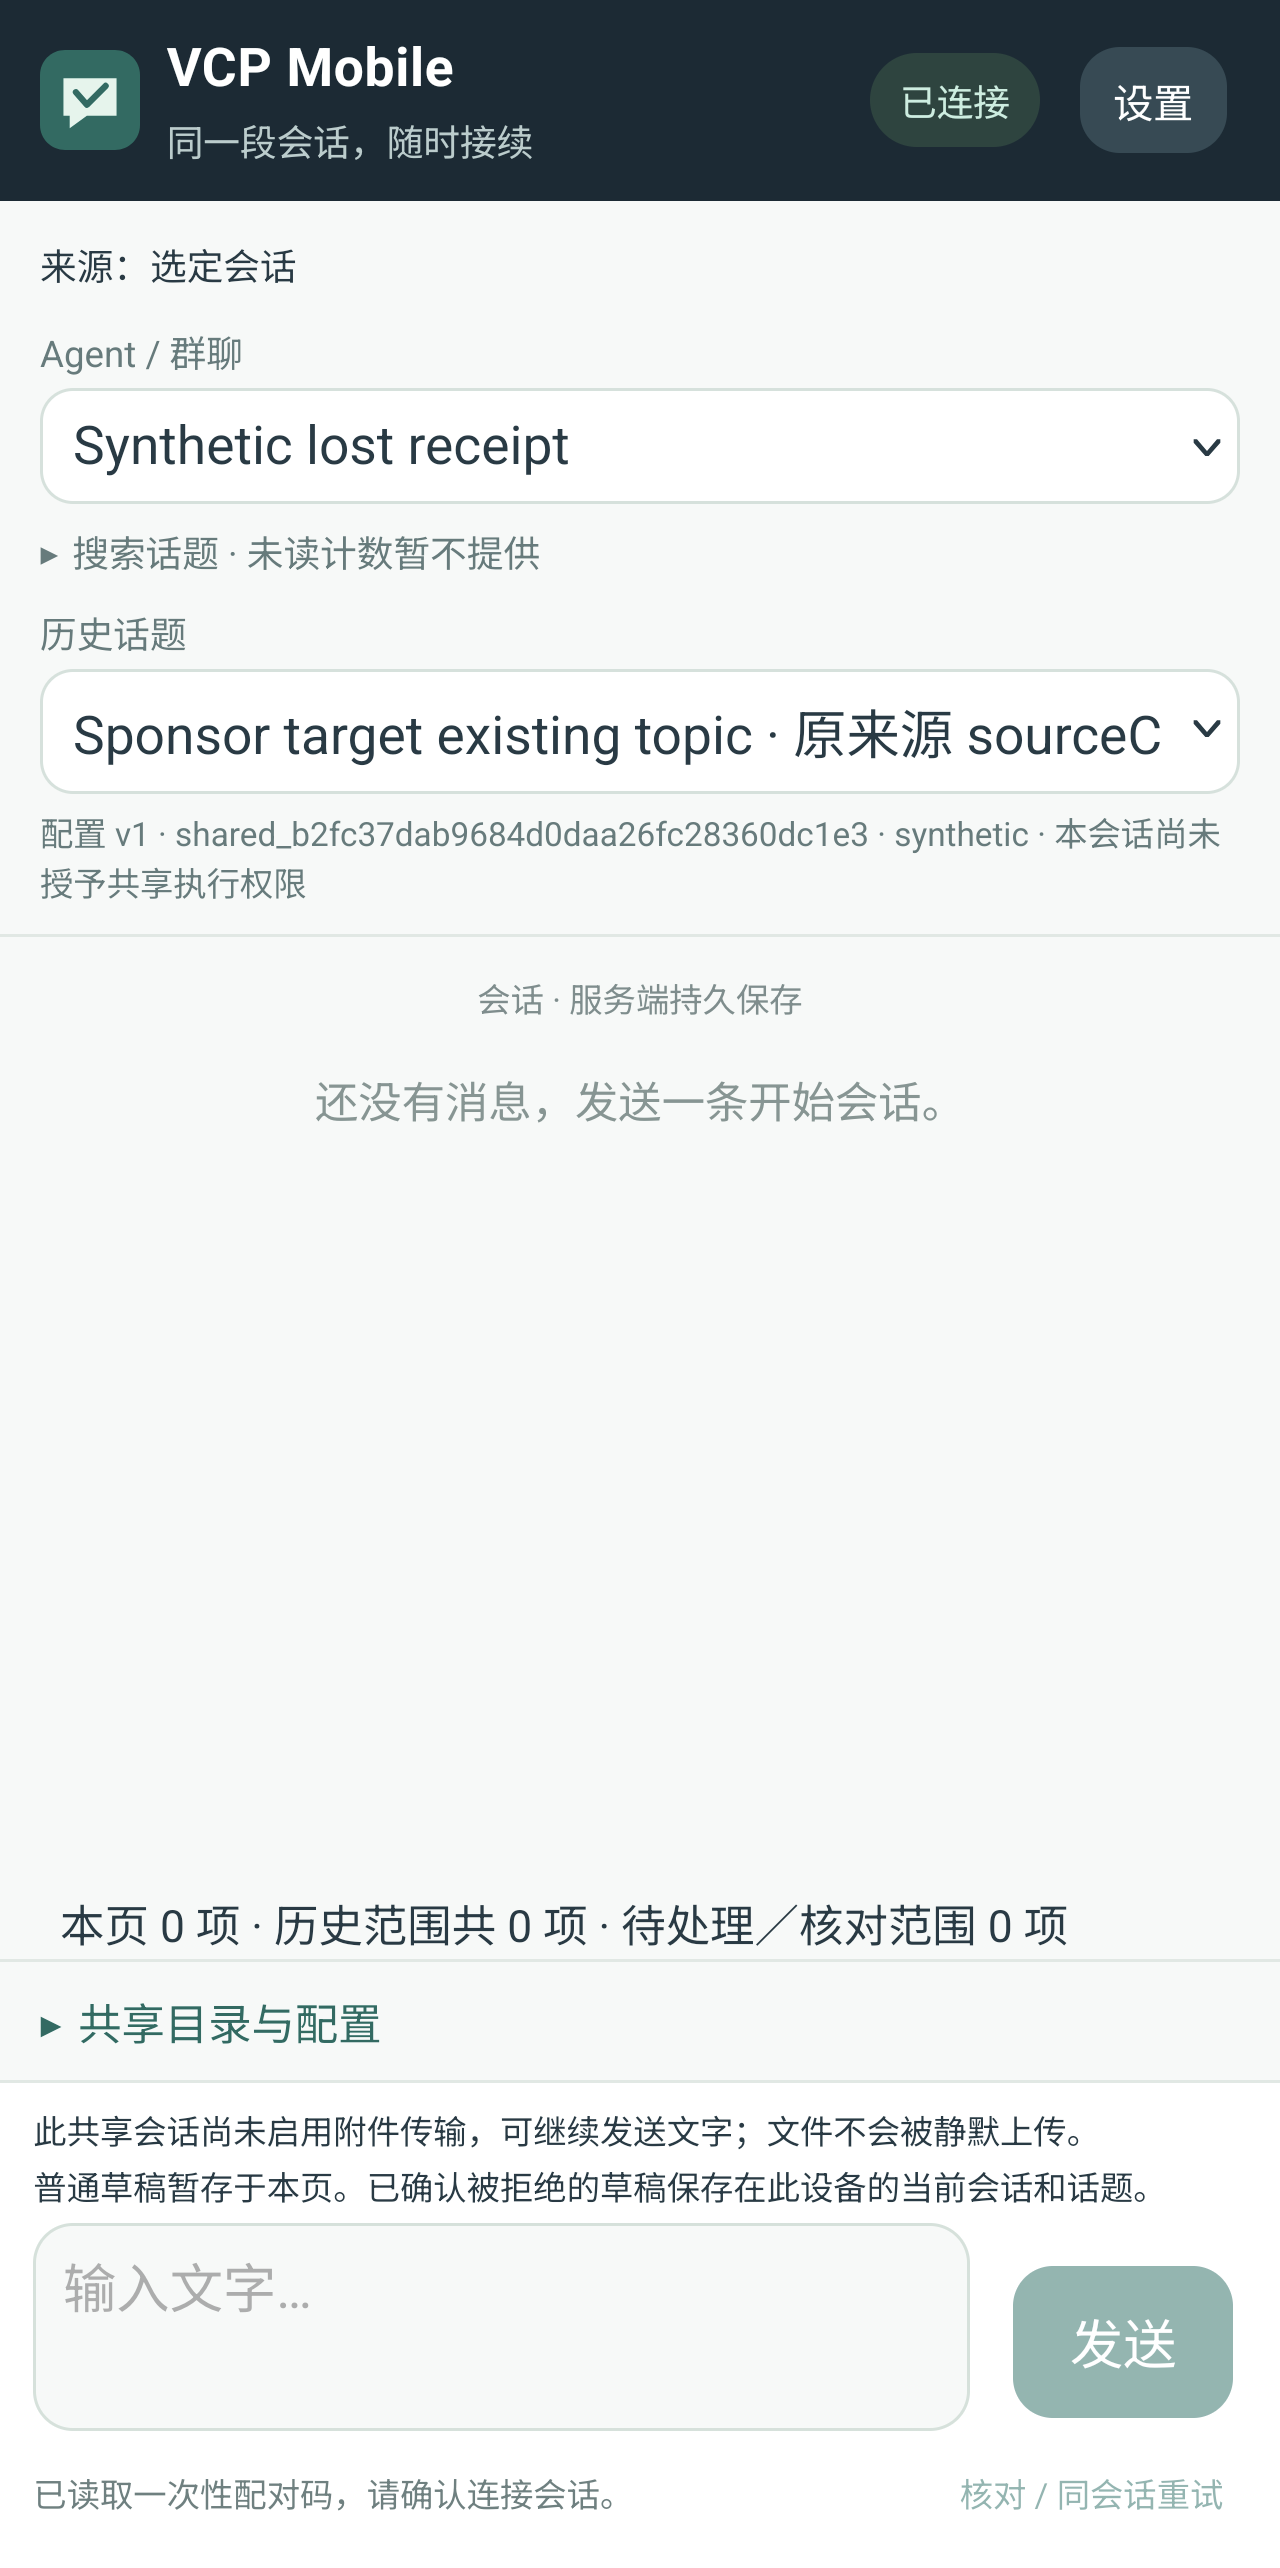 VCP Mobile
同一段会话，随时接续
已连接
设置
来源：选定会话
Agent / 群聊
Synthetic lost receipt
▸ 搜索话题 · 未读计数暂不提供
历史话题
Sponsor target existing topic · 原来源 sourceC
配置 v1 · shared_b2fc37dab9684d0daa26fc28360dc1e3 · synthetic · 本会话尚未
授予共享执行权限
会话 · 服务端持久保存
还没有消息，发送一条开始会话。
本页 0 项 · 历史范围共 0 项 · 待处理／核对范围 0 项
▸ 共享目录与配置
此共享会话尚未启用附件传输，可继续发送文字；文件不会被静默上传。
普通草稿暂存于本页。已确认被拒绝的草稿保存在此设备的当前会话和话题。
输入文字…
发送
已读取一次性配对码，请确认连接会话。
核对 / 同会话重试